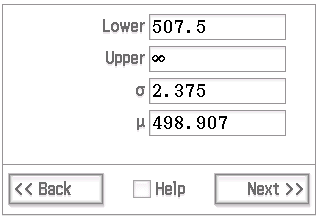 Lower 507.5
Upper ∞
σ 2.375
μ 498.907
<< Back Help Next >>